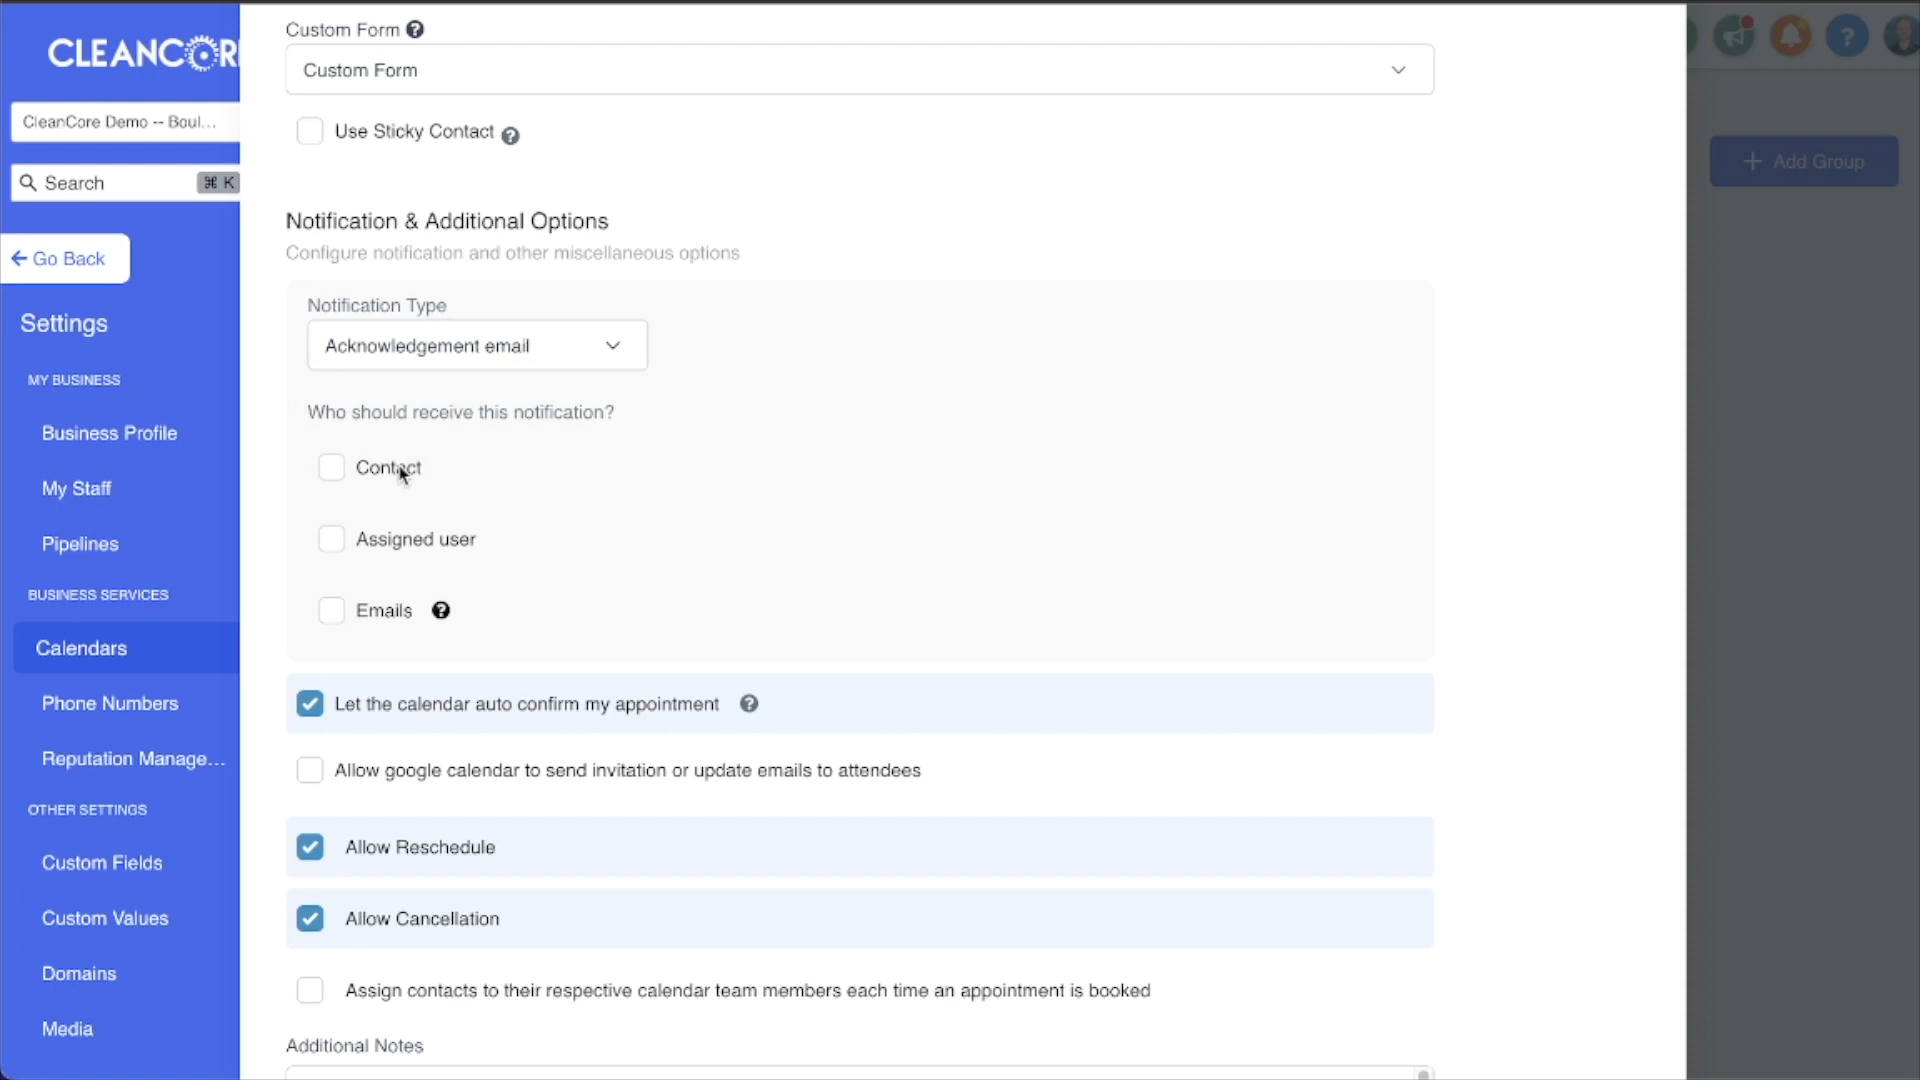 CLEANCOR
CleanCore Demo -- Boul...
Search
⌘ K
Go Back
Settings
MY BUSINESS
Business Profile
My Staff
Pipelines
BUSINESS SERVICES
Calendars
Phone Numbers
Reputation Manage...
OTHER SETTINGS
Custom Fields
Custom Values
Domains
Media
Custom Form ?
Custom Form
Use Sticky Contact ?
Notification & Additional Options
Configure notification and other miscellaneous options
Notification Type
Acknowledgement email
Who should receive this notification?
Contact
Assigned user
Emails ?
Let the calendar auto confirm my appointment ?
Allow google calendar to send invitation or update emails to attendees
Allow Reschedule
Allow Cancellation
Assign contacts to their respective calendar team members each time an appointment is booked
Additional Notes
?
+ Add Group